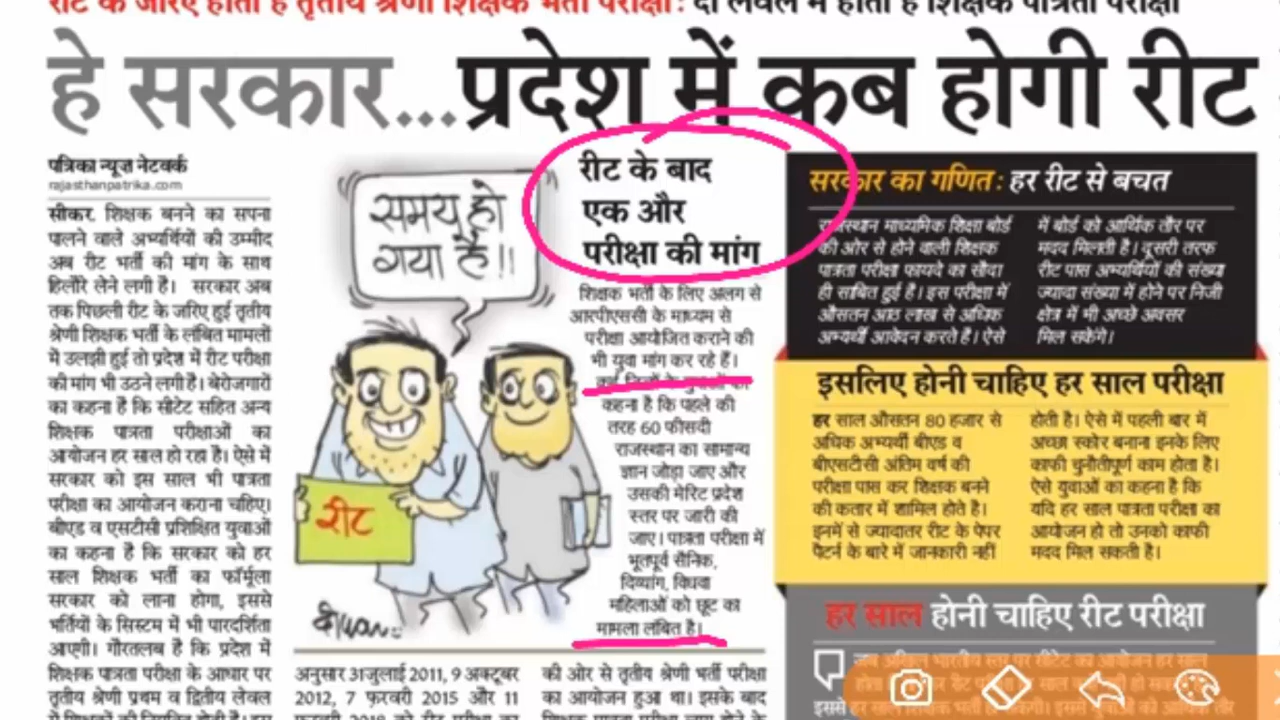 रीट के जरिए होती है तृतीय श्रेणी शिक्षक भर्ती परीक्षा: दो लेवल में होती है शिक्षक पात्रता परीक्षा
हे सरकार...प्रदेश में कब होगी रीट
पत्रिका न्यूज नेटवर्क
rajasthanpatrika.com
सीकर. शिक्षक बनने का सपना
पालने वाले अभ्यर्थियों की उम्मीद
अब रीट भर्ती की मांग के साथ
हिलौरे लेने लगी है। सरकार अब
तक पिछली रीट के जरिए हुई तृतीय
श्रेणी शिक्षक भर्ती के लंबित मामलों
में उलझी हुई तो प्रदेश में रीट परीक्षा
की मांग भी उठने लगी है। बेरोजगारों
का कहना है कि सीटेट सहित अन्य
शिक्षक पात्रता परीक्षाओं का
आयोजन हर साल हो रहा है। ऐसे में
सरकार को इस साल भी पात्रता
परीक्षा का आयोजन कराना चहिए।
बीएड व एसटीसी प्रशिक्षित युवाओं
का कहना है कि सरकार को हर
साल शिक्षक भर्ती का फॉर्मूला
सरकार को लाना होगा, इससे
भर्तियों के सिस्टम में भी पारदर्शिता
आएगी। गौरतलब है कि प्रदेश में
शिक्षक पात्रता परीक्षा के आधार पर
तृतीय श्रेणी प्रथम व द्वितीय लेवल
समय हो
गया है!!
रीट
रीट के बाद
एक और
परीक्षा की मांग
शिक्षक भर्ती के लिए अलग से
आरपीएससी के माध्यम से
परीक्षा आयोजित कराने की
भी युवा मांग कर रहे हैं।
कहना है कि पहले की
तरह 60 फीसदी
राजस्थान का सामान्य
ज्ञान जोड़ा जाए और
उसकी मेरिट प्रदेश
स्तर पर जारी की
जाए। पात्रता परीक्षा में
भूतपूर्व सैनिक,
दिव्यांग, विधवा
महिलाओं को छूट का
मामला लंबित है।
अनुसार 31जुलाई 2011, 9 अक्टूबर
2012, 7 फरवरी 2015 और 11
की ओर से तृतीय श्रेणी भर्ती परीक्षा
का आयोजन हुआ था। इसके बाद
सरकार का गणित: हर रीट से बचत
राजस्थान माध्यमिक शिक्षा बोर्ड
की ओर से होने वाली शिक्षक
पात्रता परीक्षा फायदे का सौदा
ही साबित हुई है। इस परीक्षा में
औसतन आठ लाख से अधिक
अभ्यर्थी आवेदन करते है। ऐसे
में बोर्ड को आर्थिक तौर पर
मदद मिलती है। दूसरी तरफ
रीट पास अभ्यर्थियों की संख्या
ज्यादा संख्या में होने पर निजी
क्षेत्र में भी अच्छे अवसर
मिल सकेंगे।
इसलिए होनी चाहिए हर साल परीक्षा
हर साल औसतन 80 हजार से
अधिक अभ्यर्थी बीएड व
बीएसटीसी अंतिम वर्ष की
परीक्षा पास कर शिक्षक बनने
की कतार में शामिल होते है।
इनमें से ज्यादातर रीट के पेपर
पैटर्न के बारे में जानकारी नहीं
होती है। ऐसे में पहली बार में
अच्छा स्कोर बनाना इनके लिए
काफी चुनौतीपूर्ण काम होता है।
ऐसे युवाओं का कहना है कि
यदि हर साल पात्रता परीक्षा का
आयोजन हो तो उनको काफी
मदद मिल सकती है।
हर साल होनी चाहिए रीट परीक्षा